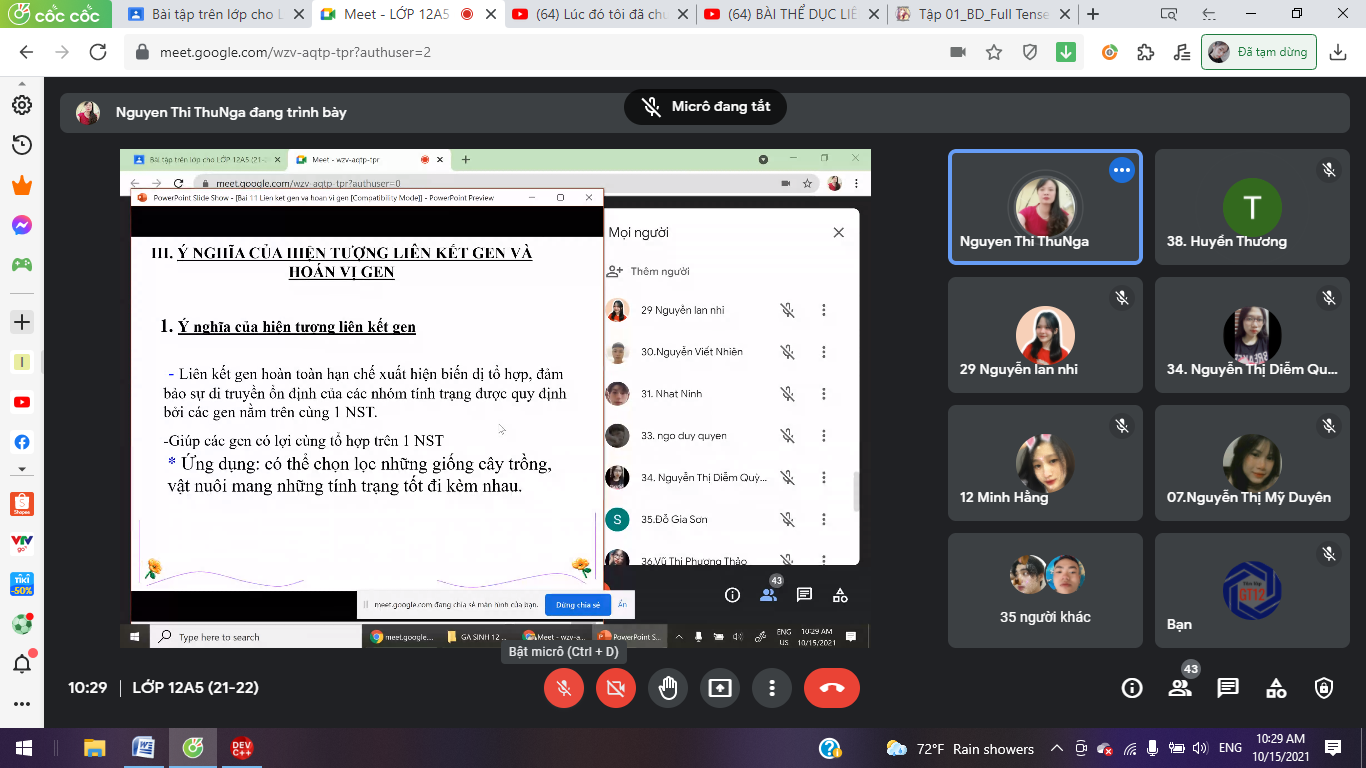 cốc cốc
Bài tập trên lớp cho L
Meet - LỚP 12A5
(64) Lúc đó tôi đã chu
(64) BÀI THỂ DỤC LIÊ
Tập 01_BD_Full Tense
meet.google.com/wzv-aqtp-tpr?authuser=2
Đã tạm dừng
Nguyen Thi ThuNga đang trình bày
Micrô đang tắt
Bài tập trên lớp cho LỚP 12A5 (21-2
Meet - wzv-aqtp-tpr
meet.google.com/wzv-aqtp-tpr?authuser=0
PowerPoint Slide Show - [Bai 11 Lien ket gen va hoan vi gen [Compatibility Mode]] - PowerPoint Preview
III. Ý NGHĨA CỦA HIỆN TƯỢNG LIÊN KẾT GEN VÀ
HOÁN VỊ GEN
1. Ý nghĩa của hiện tượng liên kết gen
- Liên kết gen hoàn toàn hạn chế xuất hiện biến dị tổ hợp, đảm
bảo sự di truyền ổn định của các nhóm tính trạng được quy định
bởi các gen nằm trên cùng 1 NST.
-Giúp các gen có lợi cùng tổ hợp trên 1 NST
* Ứng dụng: có thể chọn lọc những giống cây trồng,
vật nuôi mang những tính trạng tốt đi kèm nhau.
Mọi người
Thêm người
29 Nguyễn lan nhi
30.Nguyễn Viết Nhiên
31. Nhat Ninh
33. ngo duy quyen
34. Nguyễn Thị Diễm Quỳ...
S
35.Đỗ Gia Sơn
36.Vũ Thị Phương Thảo
43
meet.google.com đang chia sẻ màn hình của bạn.
Dừng chia sẻ
Ẩn
Type here to search
meet.google....
GA SINH 12
Meet - wzv-a...
PowerPoint S...
ENG
US
10:29 AM
10/15/2021
Bật micrô (Ctrl + D)
Nguyen Thi ThuNga
T
38. Huyền Thương
29 Nguyễn lan nhi
34. Nguyễn Thị Diễm Qu...
12 Minh Hằng
07.Nguyễn Thị Mỹ Duyên
35 người khác
GT12
Bạn
10:29
LỚP 12A5 (21-22)
43
I
Shopee
VTV
go
TIKI
-50%
W
DEV
C++
72°F Rain showers
ENG
10:29 AM
10/15/2021